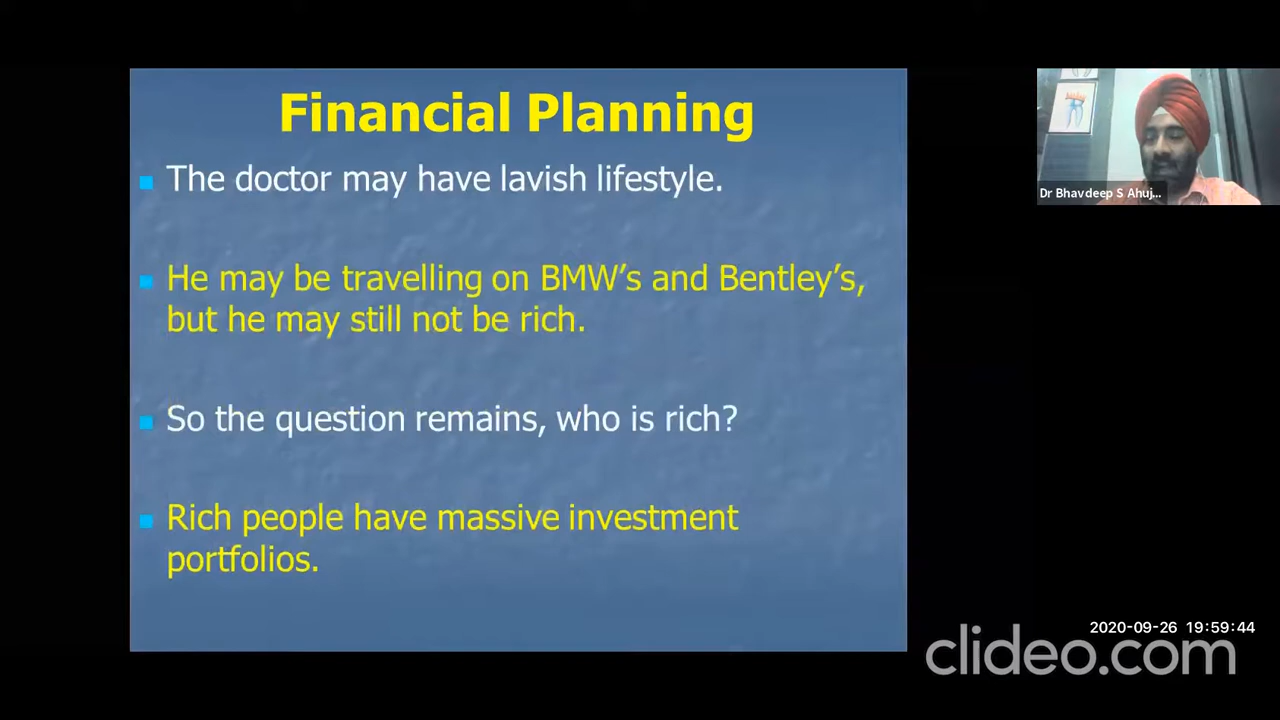 Financial Planning
The doctor may have lavish lifestyle.
He may be travelling on BMW’s and Bentley’s,
but he may still not be rich.
So the question remains, who is rich?
Rich people have massive investment
portfolios.
Dr Bhavdeep S Ahuj...
2020-09-26 19:59:44
clideo.com